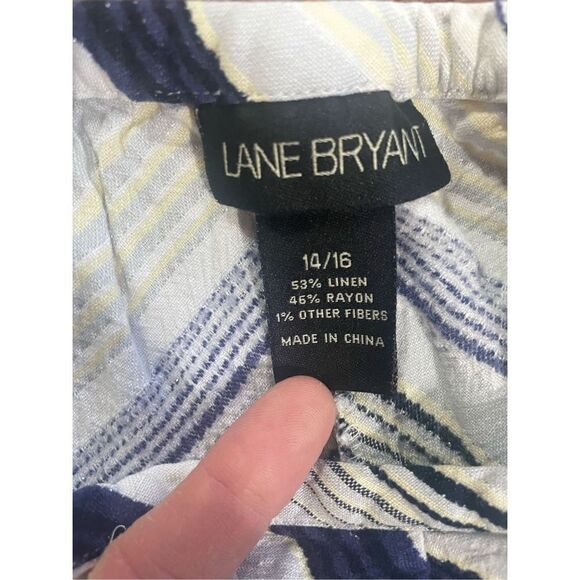 LANE BRYANT
14/16
53% LINEN
46% RAYON
1% OTHER FIBERS
MADE IN CHINA